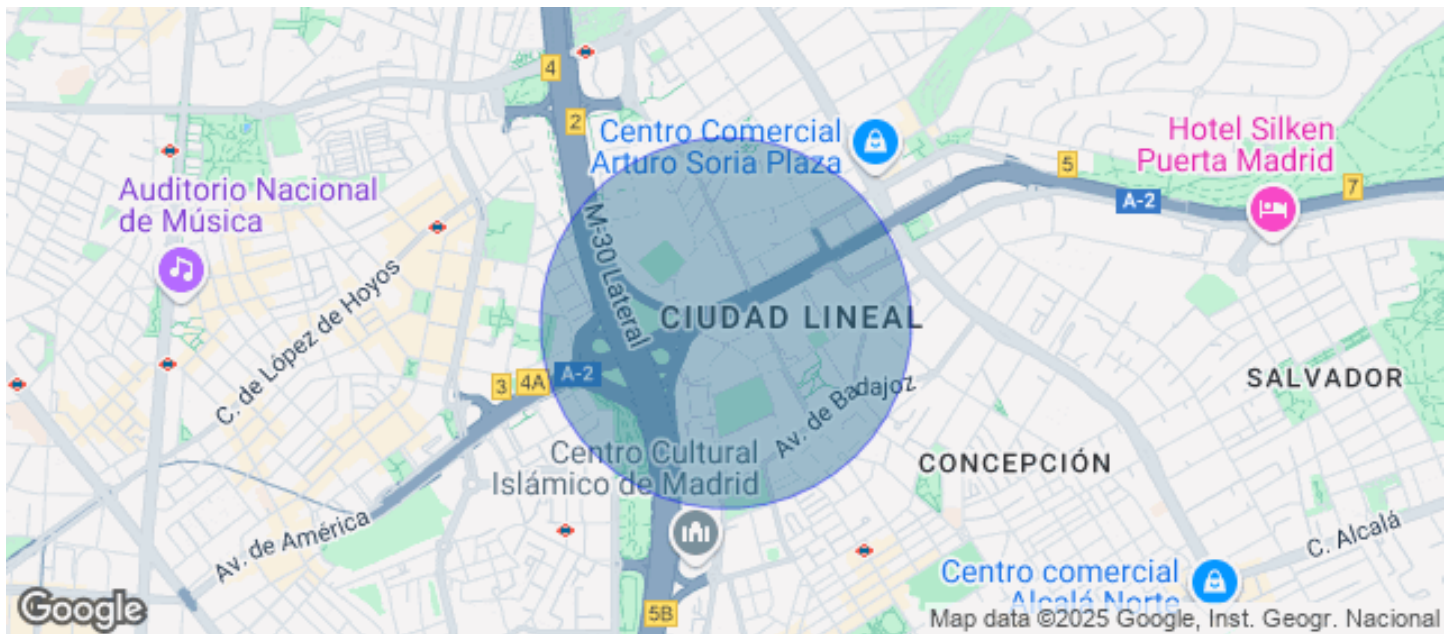 4
2
Centro Comercial
Arturo Soria Plaza
Hotel Silken
Puerta Madrid
5
7
A-2
Auditorio Nacional
de Música
M-30 Lateral
C. de López de Hoyos
CIUDAD LINEAL
3
4A
A-2
SALVADOR
Av. de Badajoz
Centro Cultural
Islámico de Madrid
CONCEPCIÓN
Av. de América
C. Alcalá
Centro comercial
Alcalá Norte
5B
Google
Map data ©2025 Google, Inst. Geogr. Nacional